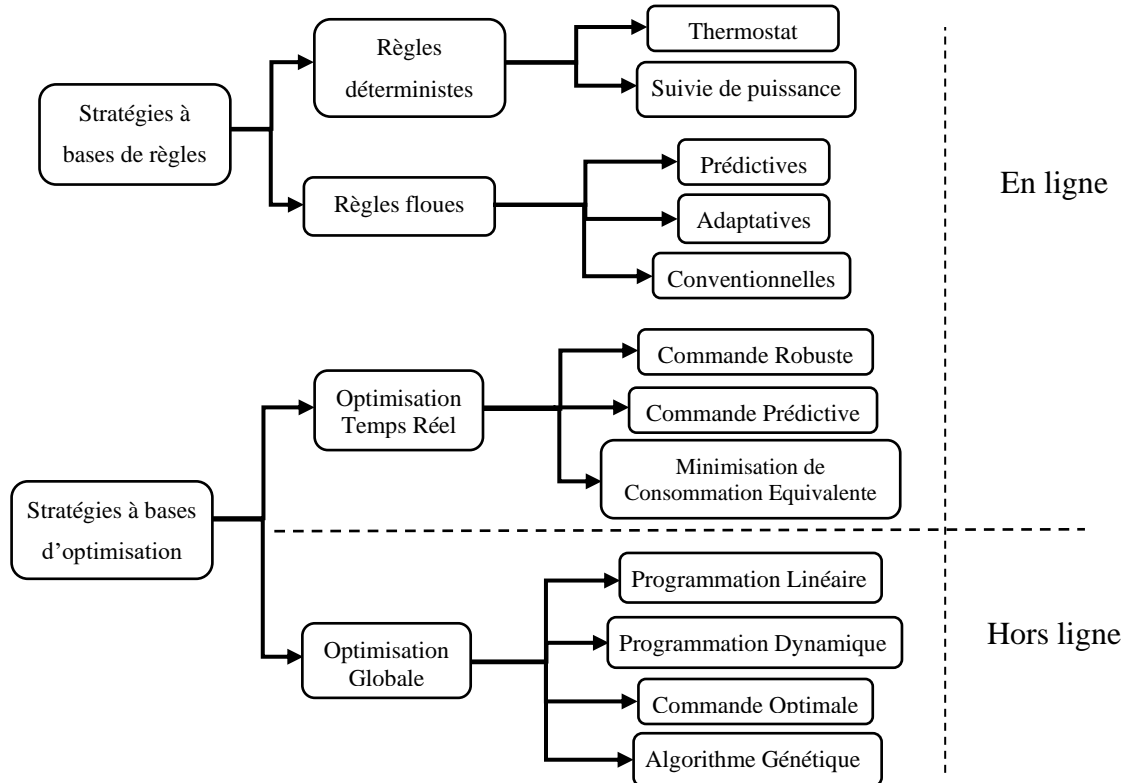 Stratégies à
bases de règles
Règles
déterministes
Thermostat
Suivie de puissance
Règles floues
Prédictives
Adaptatives
Conventionnelles
En ligne
Stratégies à bases
d’optimisation
Optimisation
Temps Réel
Commande Robuste
Commande Prédictive
Minimisation de
Consommation Equivalente
Optimisation
Globale
Programmation Linéaire
Programmation Dynamique
Commande Optimale
Algorithme Génétique
Hors ligne